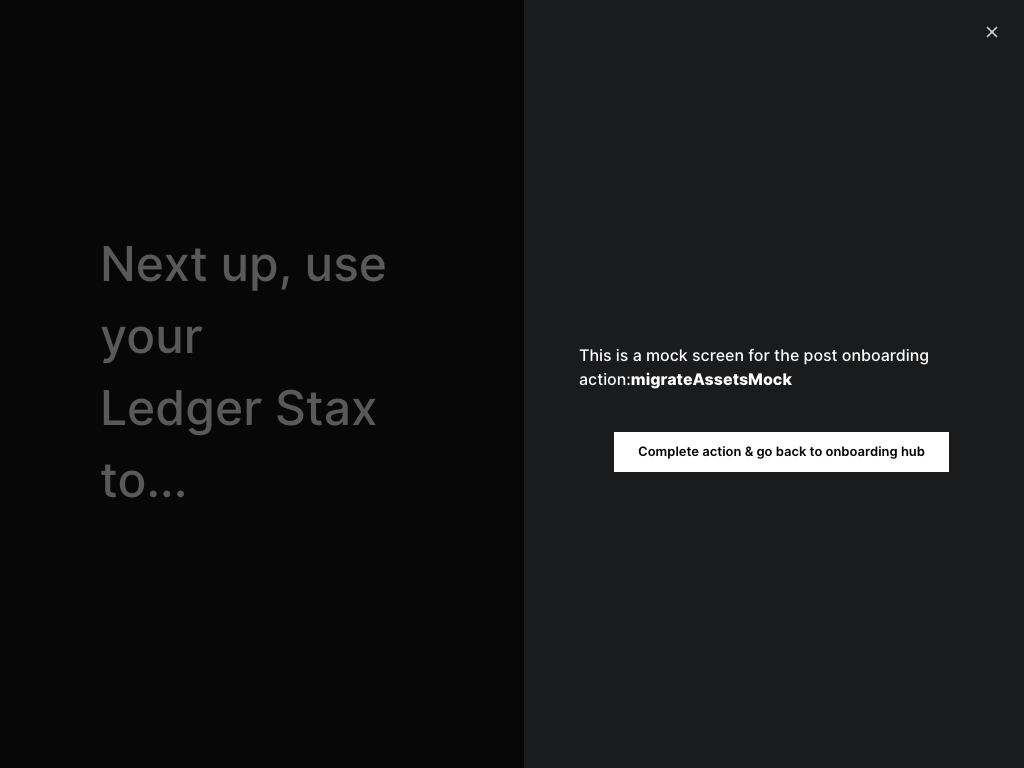 Next up, use
your
Ledger Stax
to...
This is a mock screen for the post onboarding
action:migrateAssetsMock
Complete action & go back to onboarding hub